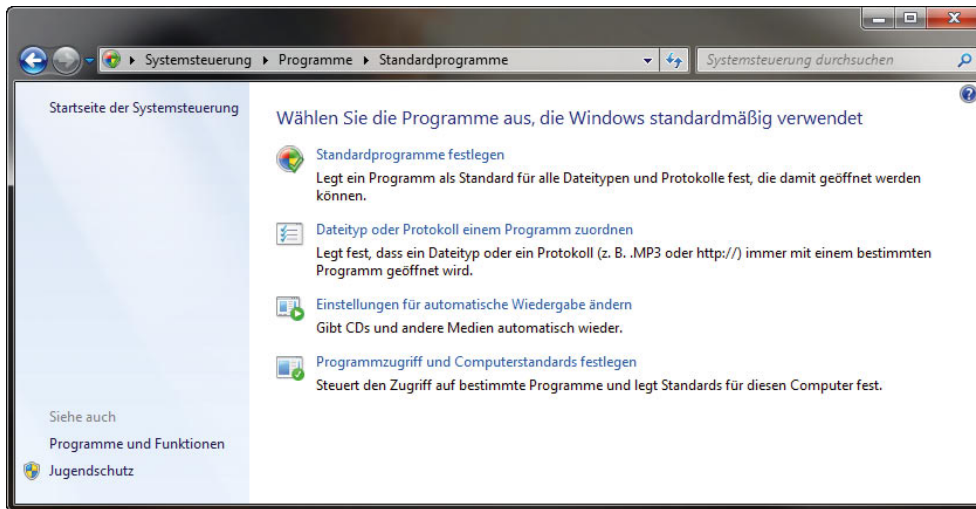 Systemsteuerung Programme Standardprogramme
Systemsteuerung durchsuchen
Startseite der Systemsteuerung
Wählen Sie die Programme aus, die Windows standardmäßig verwendet
Standardprogramme festlegen
Legt ein Programm als Standard für alle Dateitypen und Protokolle fest, die damit geöffnet werden
können.
Dateityp oder Protokoll einem Programm zuordnen
Legt fest, dass ein Dateityp oder ein Protokoll (z. B. .MP3 oder http://) immer mit einem bestimmten
Programm geöffnet wird.
Einstellungen für automatische Wiedergabe ändern
Gibt CDs und andere Medien automatisch wieder.
Programmzugriff und Computerstandards festlegen
Steuert den Zugriff auf bestimmte Programme und legt Standards für diesen Computer fest.
Siehe auch
Programme und Funktionen
Jugendschutz